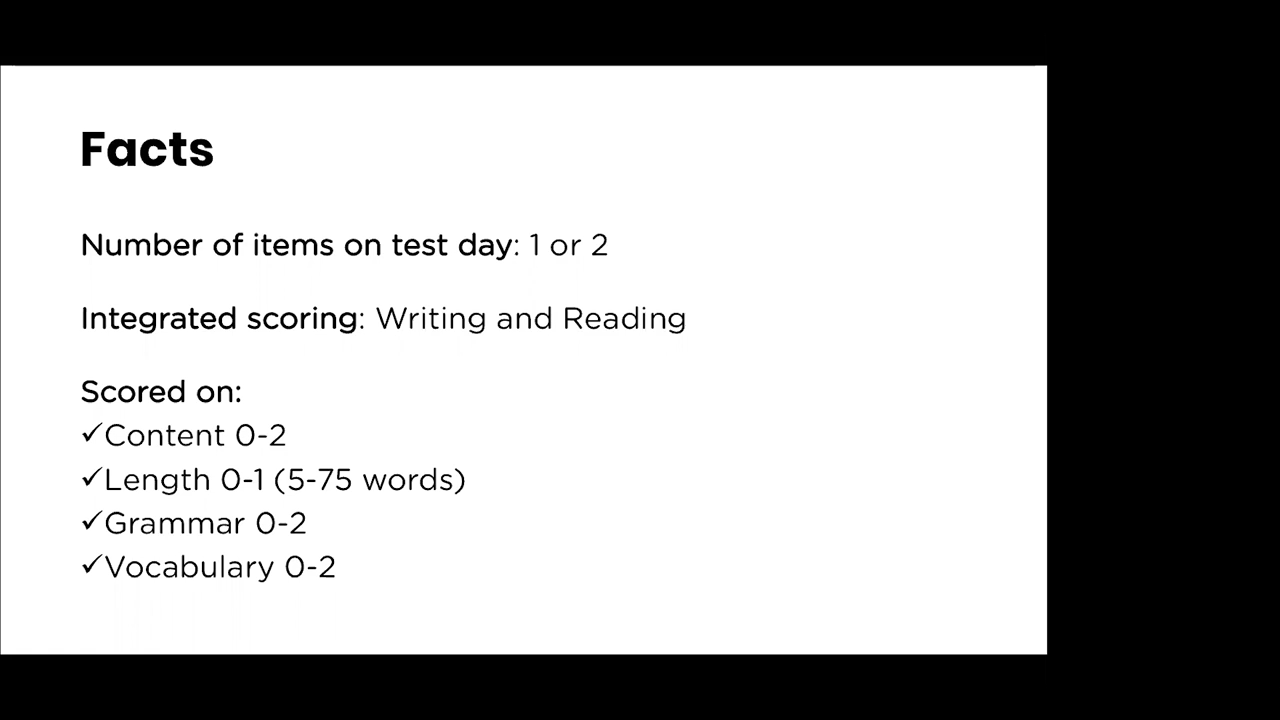 Facts
Number of items on test day: 1 or 2
Integrated scoring: Writing and Reading
Scored on:
✓Content 0-2
✓Length 0-1 (5-75 words)
✓Grammar 0-2
✓Vocabulary 0-2